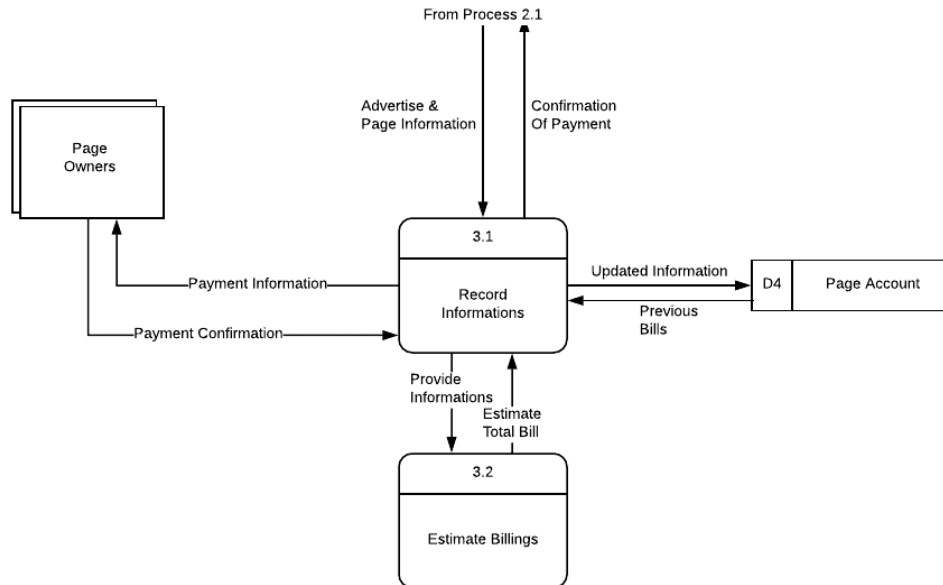 From Process 2.1
Advertise &
Page Information
Confirmation
Of Payment
Page
Owners
3.1
Record
Informations
Payment Information
Payment Confirmation
Updated Information
Previous
Bills
D4
Page Account
Provide
Informations
Estimate
Total Bill
3.2
Estimate Billings